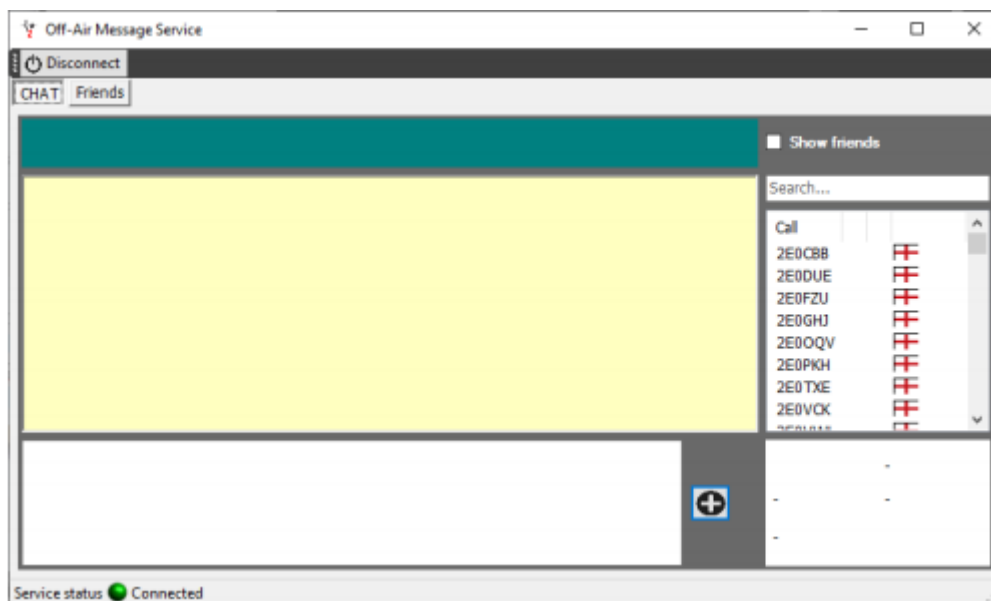 Off-Air Message Service
Disconnect
CHAT Friends
Show friends
Search...
Call
2E0CBB
2E0DUE
2E0FZU
2E0GHJ
2E0OQV
2E0PKH
2E0TXE
2E0VCK
-
- -
-
Service status Connected